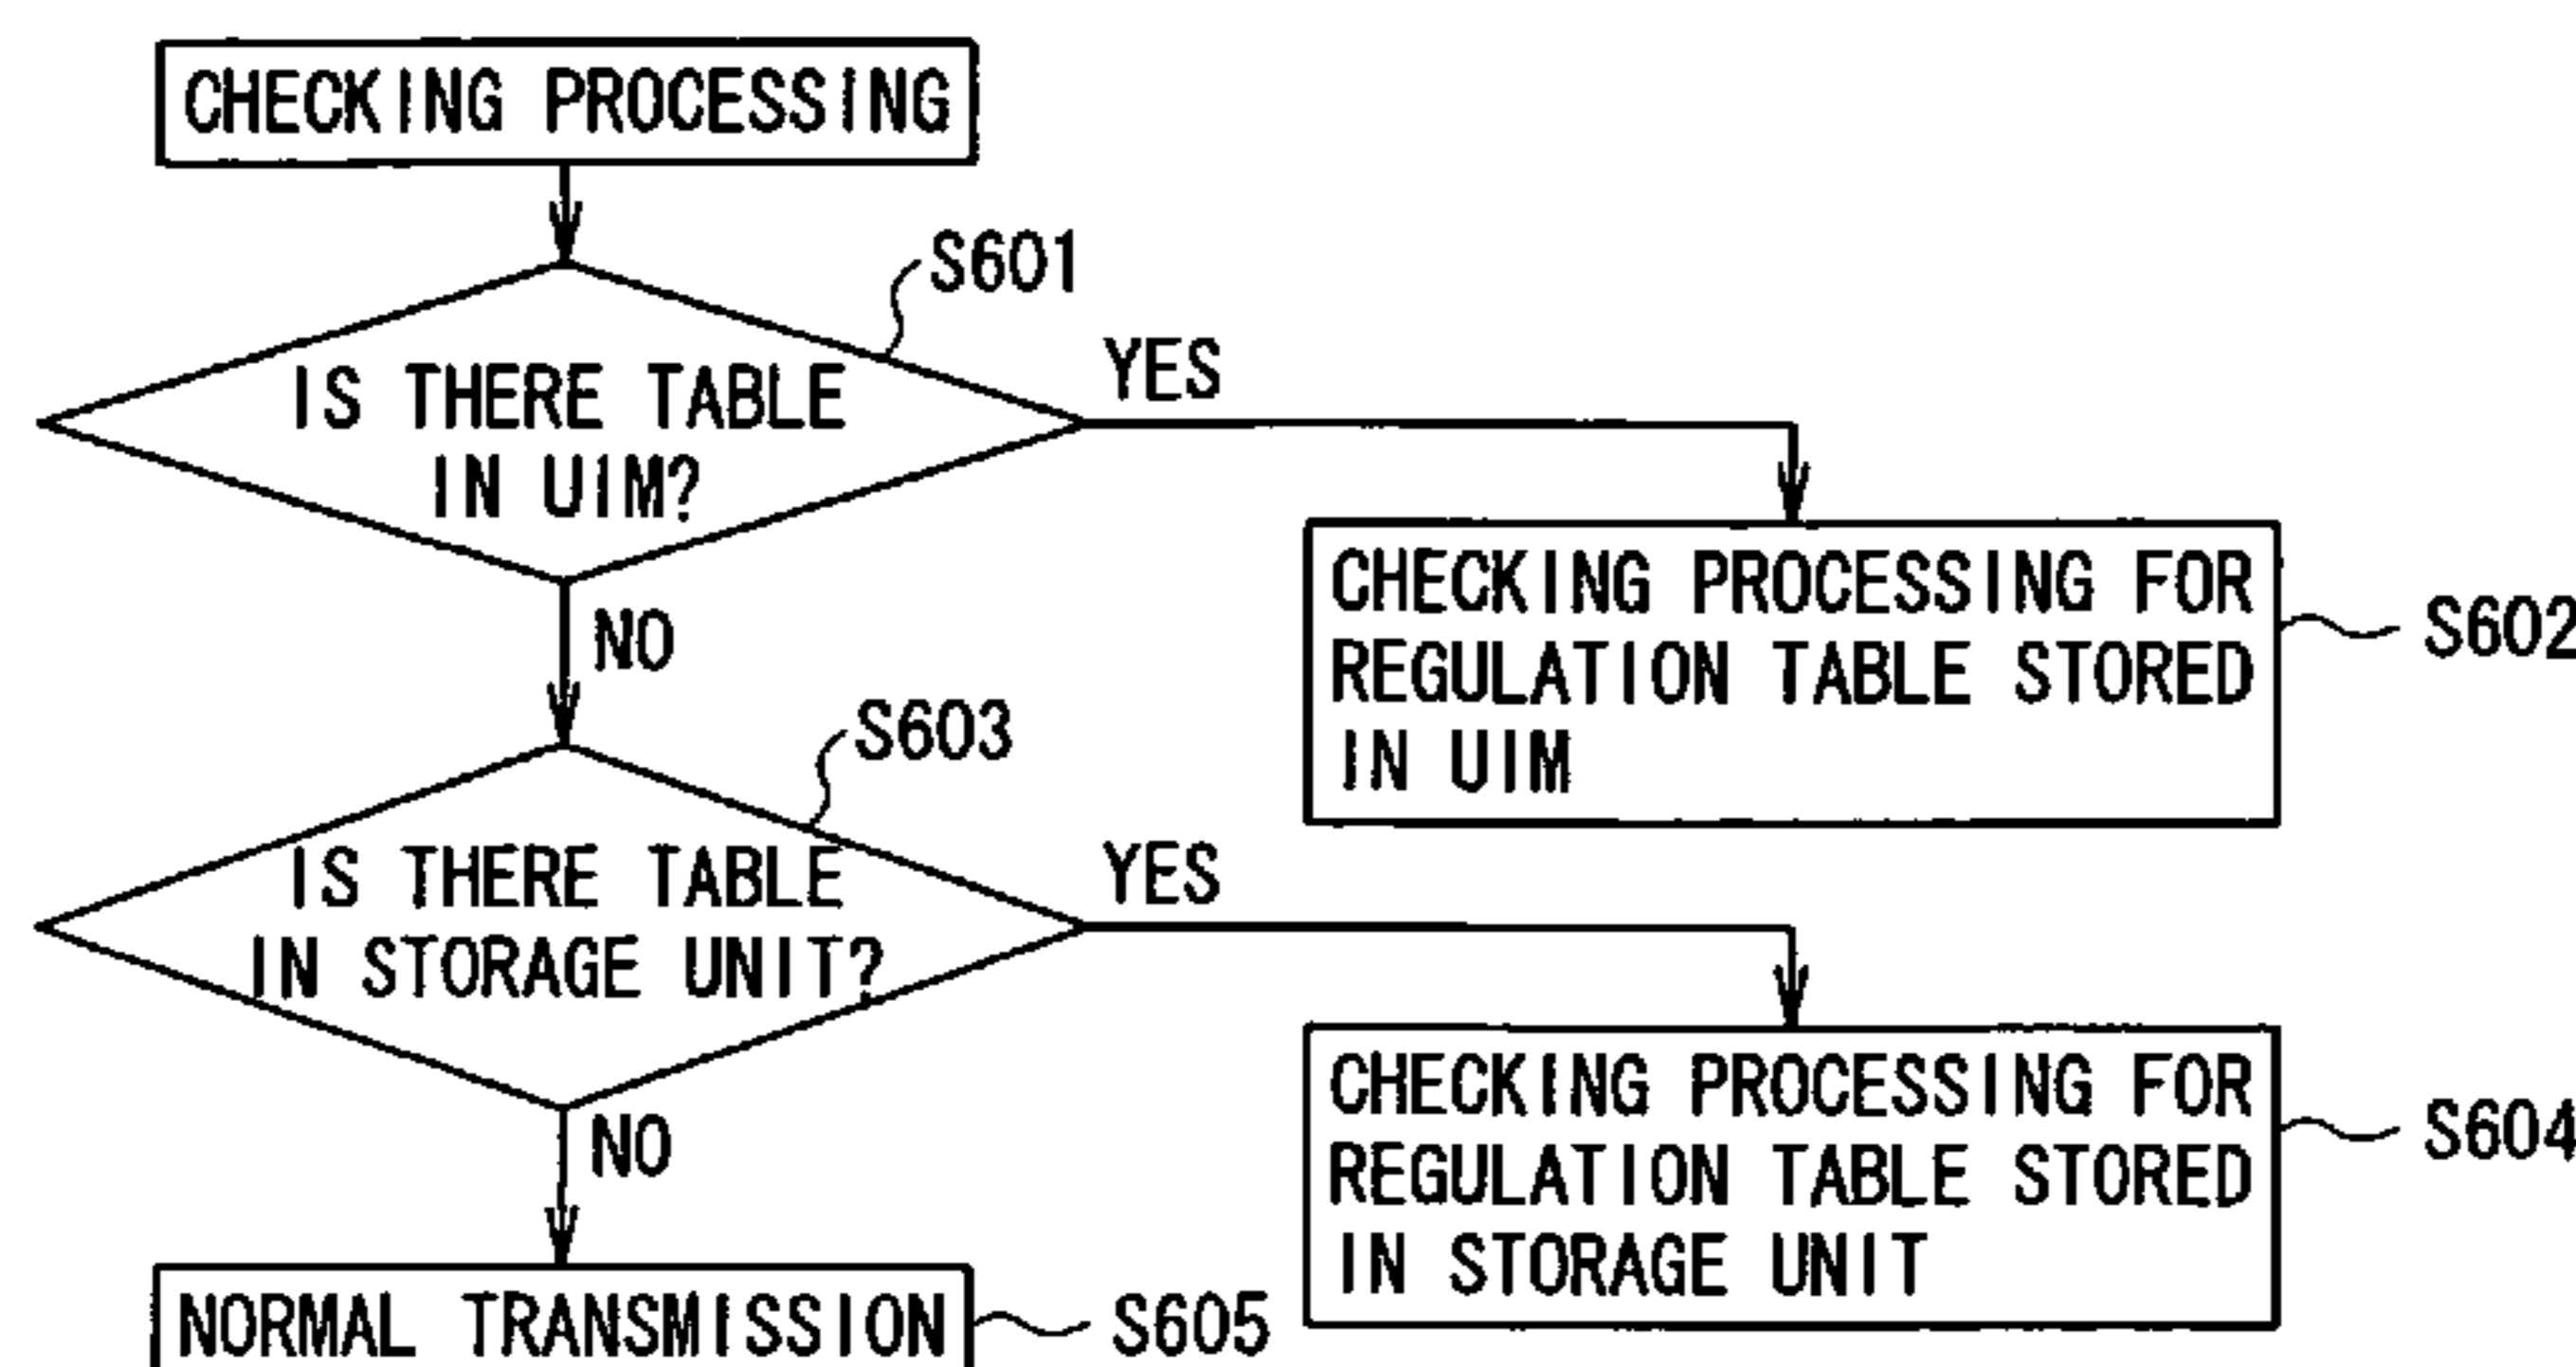 CHECKING PROCESSING
S601
IS THERE TABLE
IN UIM?
YES
NO
CHECKING PROCESSING FOR
REGULATION TABLE STORED
IN UIM
S602
S603
IS THERE TABLE
IN STORAGE UNIT?
YES
NO
CHECKING PROCESSING FOR
REGULATION TABLE STORED
IN STORAGE UNIT
S604
NORMAL TRANSMISSION
S605